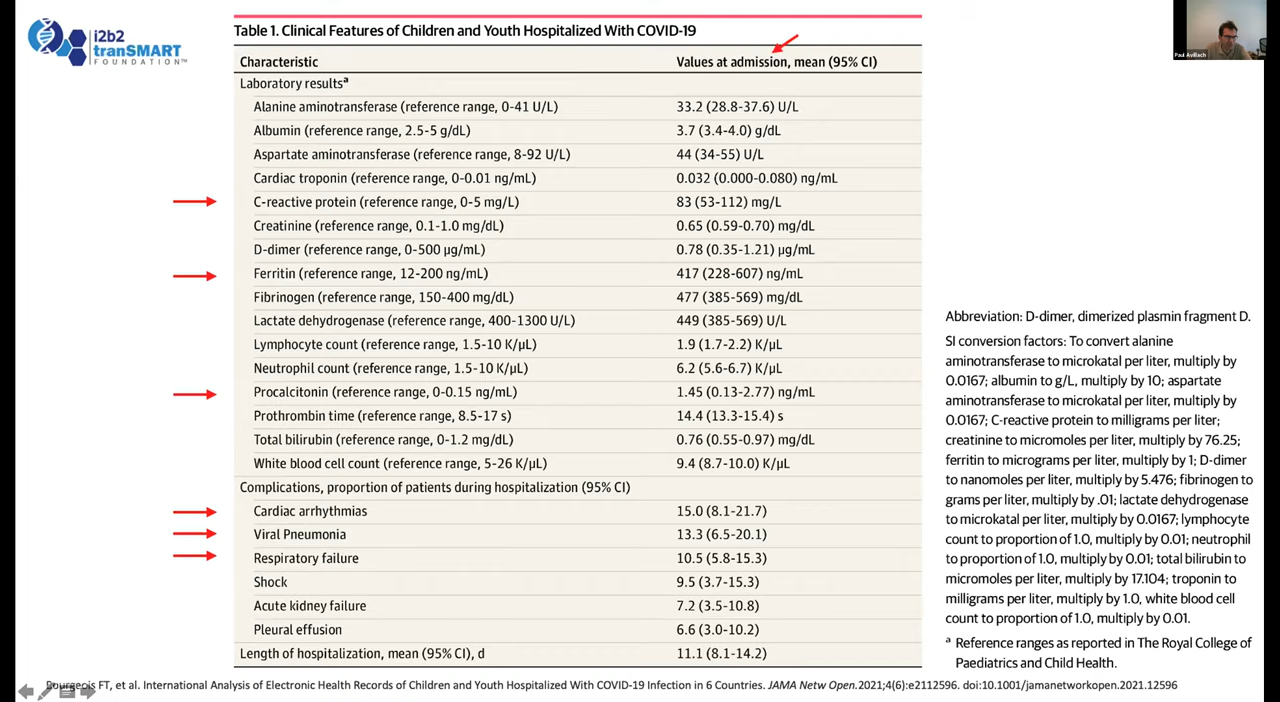 i2b2
tranSMART
FOUNDATION™
Paul Avillach
Table 1. Clinical Features of Children and Youth Hospitalized With COVID-19
Characteristic Values at admission, mean (95% CI)
Laboratory resultsᵃ
Alanine aminotransferase (reference range, 0-41 U/L) 33.2 (28.8-37.6) U/L
Albumin (reference range, 2.5-5 g/dL) 3.7 (3.4-4.0) g/dL
Aspartate aminotransferase (reference range, 8-92 U/L) 44 (34-55) U/L
Cardiac troponin (reference range, 0-0.01 ng/mL) 0.032 (0.000-0.080) ng/mL
C-reactive protein (reference range, 0-5 mg/L) 83 (53-112) mg/L
Creatinine (reference range, 0.1-1.0 mg/dL) 0.65 (0.59-0.70) mg/dL
D-dimer (reference range, 0-500 µg/mL) 0.78 (0.35-1.21) µg/mL
Ferritin (reference range, 12-200 ng/mL) 417 (228-607) ng/mL
Fibrinogen (reference range, 150-400 mg/dL) 477 (385-569) mg/dL
Lactate dehydrogenase (reference range, 400-1300 U/L) 449 (385-569) U/L
Lymphocyte count (reference range, 1.5-10 K/µL) 1.9 (1.7-2.2) K/µL
Neutrophil count (reference range, 1.5-10 K/µL) 6.2 (5.6-6.7) K/µL
Procalcitonin (reference range, 0-0.15 ng/mL) 1.45 (0.13-2.77) ng/mL
Prothrombin time (reference range, 8.5-17 s) 14.4 (13.3-15.4) s
Total bilirubin (reference range, 0-1.2 mg/dL) 0.76 (0.55-0.97) mg/dL
White blood cell count (reference range, 5-26 K/µL) 9.4 (8.7-10.0) K/µL
Complications, proportion of patients during hospitalization (95% CI)
Cardiac arrhythmias 15.0 (8.1-21.7)
Viral Pneumonia 13.3 (6.5-20.1)
Respiratory failure 10.5 (5.8-15.3)
Shock 9.5 (3.7-15.3)
Acute kidney failure 7.2 (3.5-10.8)
Pleural effusion 6.6 (3.0-10.2)
Length of hospitalization, mean (95% CI), d 11.1 (8.1-14.2)
Abbreviation: D-dimer, dimerized plasmin fragment D.
SI conversion factors: To convert alanine
aminotransferase to microkatal per liter, multiply by
0.0167; albumin to g/L, multiply by 10; aspartate
aminotransferase to microkatal per liter, multiply by
0.0167; C-reactive protein to milligrams per liter;
creatinine to micromoles per liter, multiply by 76.25;
ferritin to micrograms per liter, multiply by 1; D-dimer
to nanomoles per liter, multiply by 5.476; fibrinogen to
grams per liter, multiply by .01; lactate dehydrogenase
to microkatal per liter, multiply by 0.0167; lymphocyte
count to proportion of 1.0, multiply by 0.01; neutrophil
to proportion of 1.0, multiply by 0.01; total bilirubin to
micromoles per liter, multiply by 17.104; troponin to
milligrams per liter, multiply by 1.0, white blood cell
count to proportion of 1.0, multiply by 0.01.
ᵃ Reference ranges as reported in The Royal College of
Paediatrics and Child Health.
Bourgeois FT, et al. International Analysis of Electronic Health Records of Children and Youth Hospitalized With COVID-19 Infection in 6 Countries. JAMA Netw Open.2021;4(6):e2112596. doi:10.1001/jamanetworkopen.2021.12596